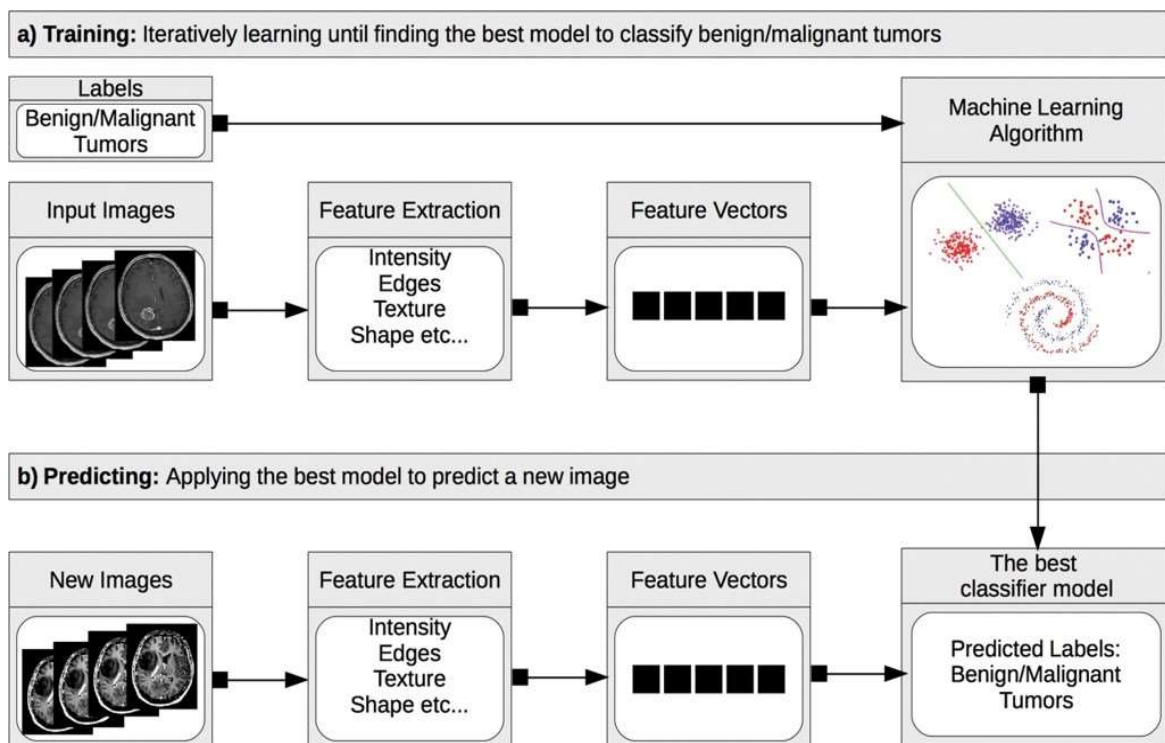 a) Training: Iteratively learning until finding the best model to classify benign/malignant tumors
Labels
Benign/Malignant
Tumors
Machine Learning
Algorithm
Input Images
Feature Extraction
Feature Vectors
Intensity
Edges
Texture
Shape etc...
b) Predicting: Applying the best model to predict a new image
New Images
Feature Extraction
Feature Vectors
The best
classifier model
Intensity
Edges
Texture
Shape etc...
Predicted Labels:
Benign/Malignant
Tumors